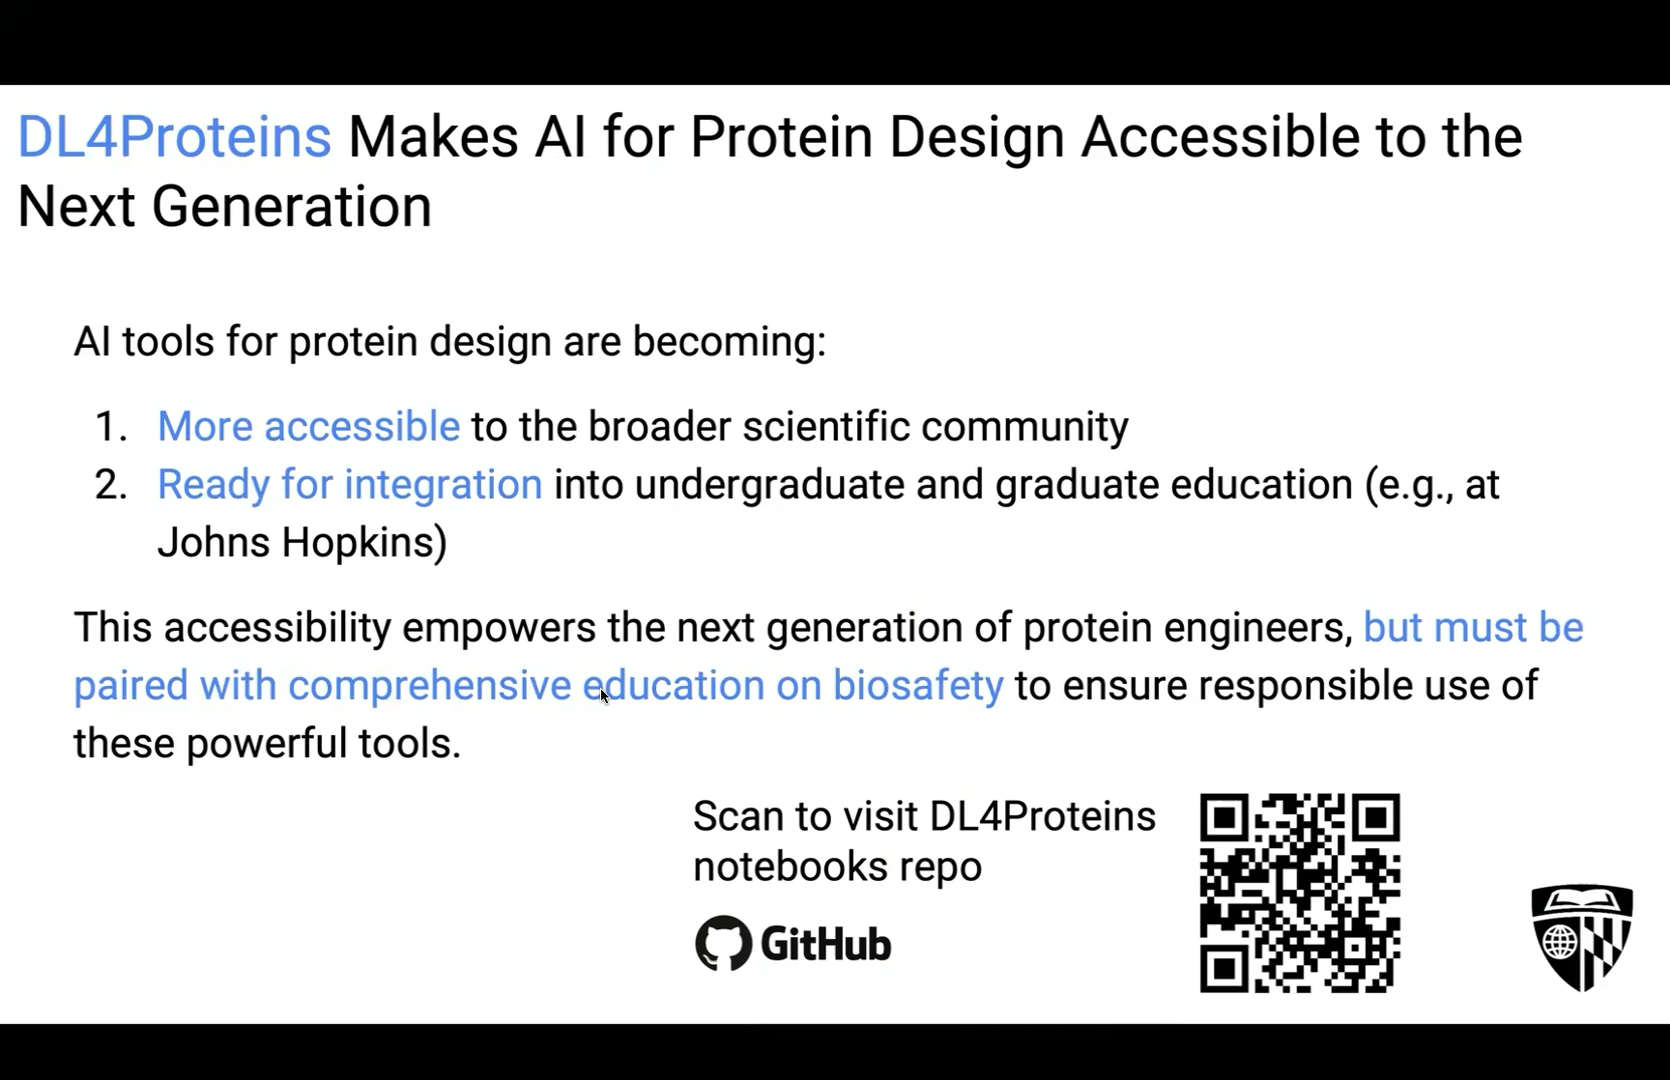 DL4Proteins Makes AI for Protein Design Accessible to the
Next Generation
AI tools for protein design are becoming:
1. More accessible to the broader scientific community
2. Ready for integration into undergraduate and graduate education (e.g., at
Johns Hopkins)
This accessibility empowers the next generation of protein engineers, but must be
paired with comprehensive education on biosafety to ensure responsible use of
these powerful tools.
Scan to visit DL4Proteins
notebooks repo
GitHub